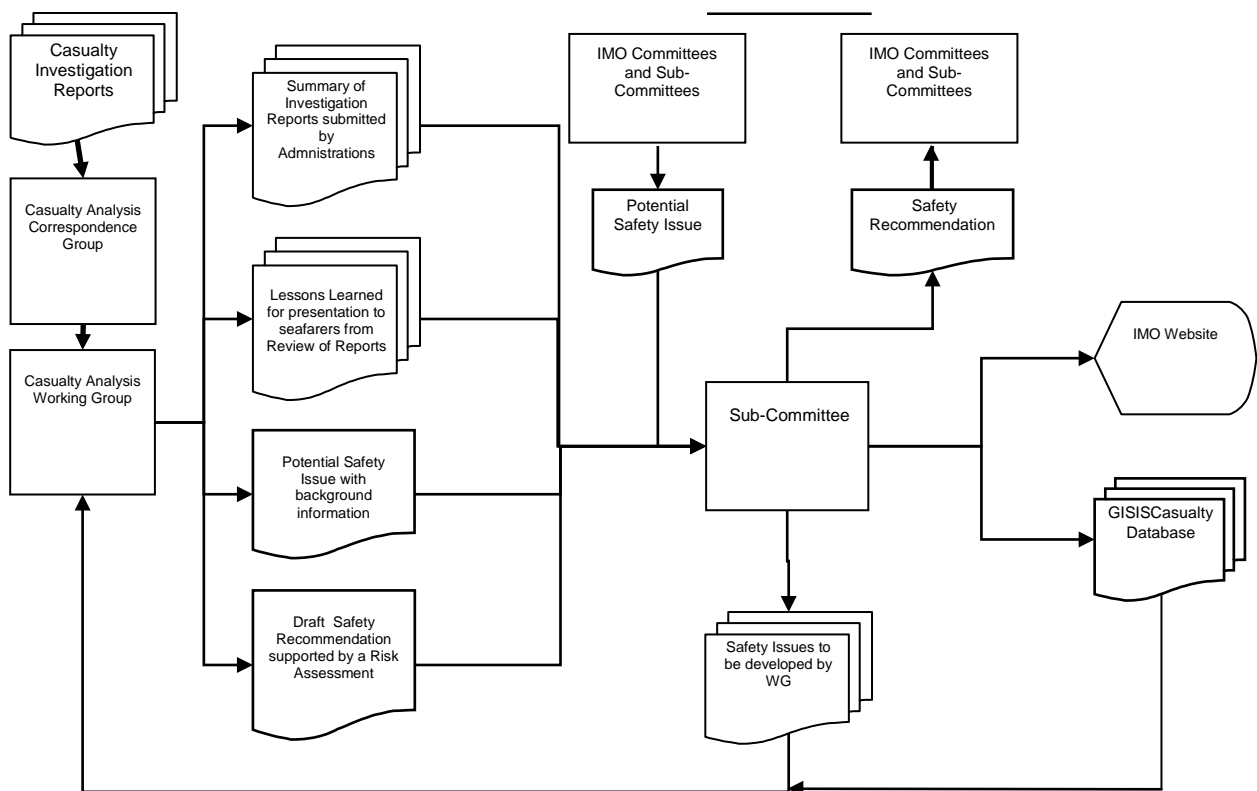 Casualty
Investigation
Reports
Casualty Analysis
Correspondence
Group
Casualty Analysis
Working Group
Summary of
Investigation
Reports submitted
by
Admnistrations
Lessons Learned
for presentation to
seafarers from
Review of Reports
Potential Safety
Issue with
background
information
Draft Safety
Recommendation
supported by a Risk
Assessment
IMO Committees
and Sub-
Committees
Potential
Safety Issue
IMO Committees
and Sub-
Committees
Safety
Recommendation
Sub-Committee
Safety Issues to
be developed by
WG
IMO Website
GISISCasualty
Database